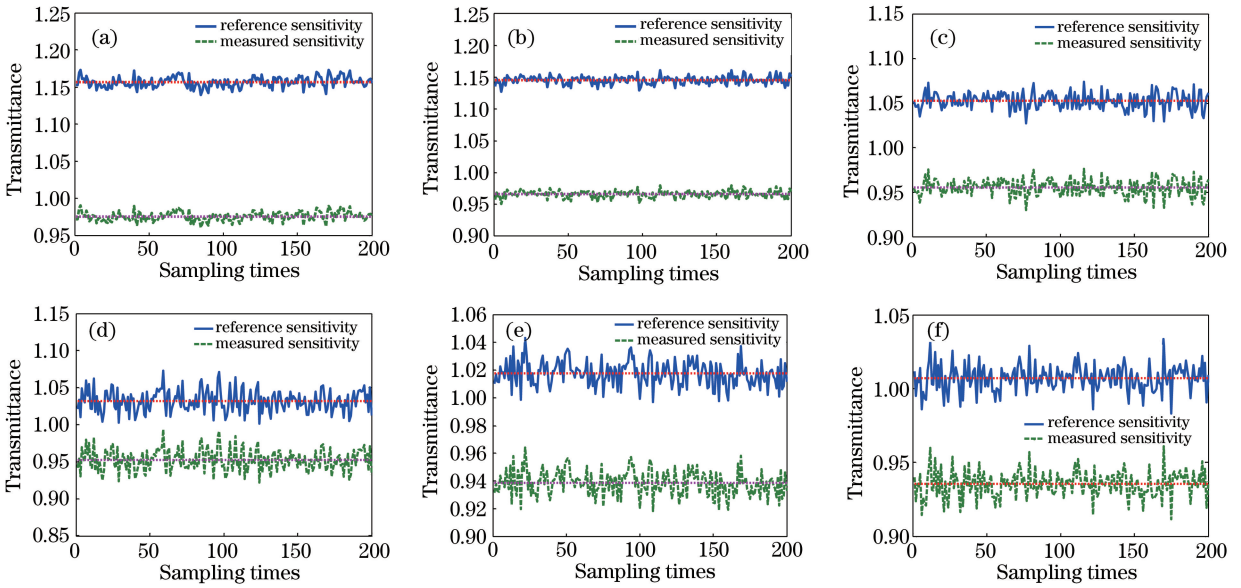 (a)
reference sensitivity
measured sensitivity
Transmittance
1.25
1.20
1.15
1.10
1.05
1.00
0.95
0
50
100
150
200
Sampling times
(b)
reference sensitivity
measured sensitivity
Transmittance
1.25
1.20
1.15
1.10
1.05
1.00
0.95
0.90
0
50
100
150
200
Sampling times
(c)
reference sensitivity
measured sensitivity
Transmittance
1.15
1.10
1.05
1.00
0.95
0.90
0
50
100
150
200
Sampling times
(d)
reference sensitivity
measured sensitivity
Transmittance
1.15
1.10
1.05
1.00
0.95
0.90
0.85
0
50
100
150
200
Sampling times
(e)
reference sensitivity
measured sensitivity
Transmittance
1.06
1.04
1.02
1.00
0.98
0.96
0.94
0.92
0.90
0
50
100
150
200
Sampling times
(f)
reference sensitivity
measured sensitivity
Transmittance
1.05
1.00
0.95
0.90
0
50
100
150
200
Sampling times